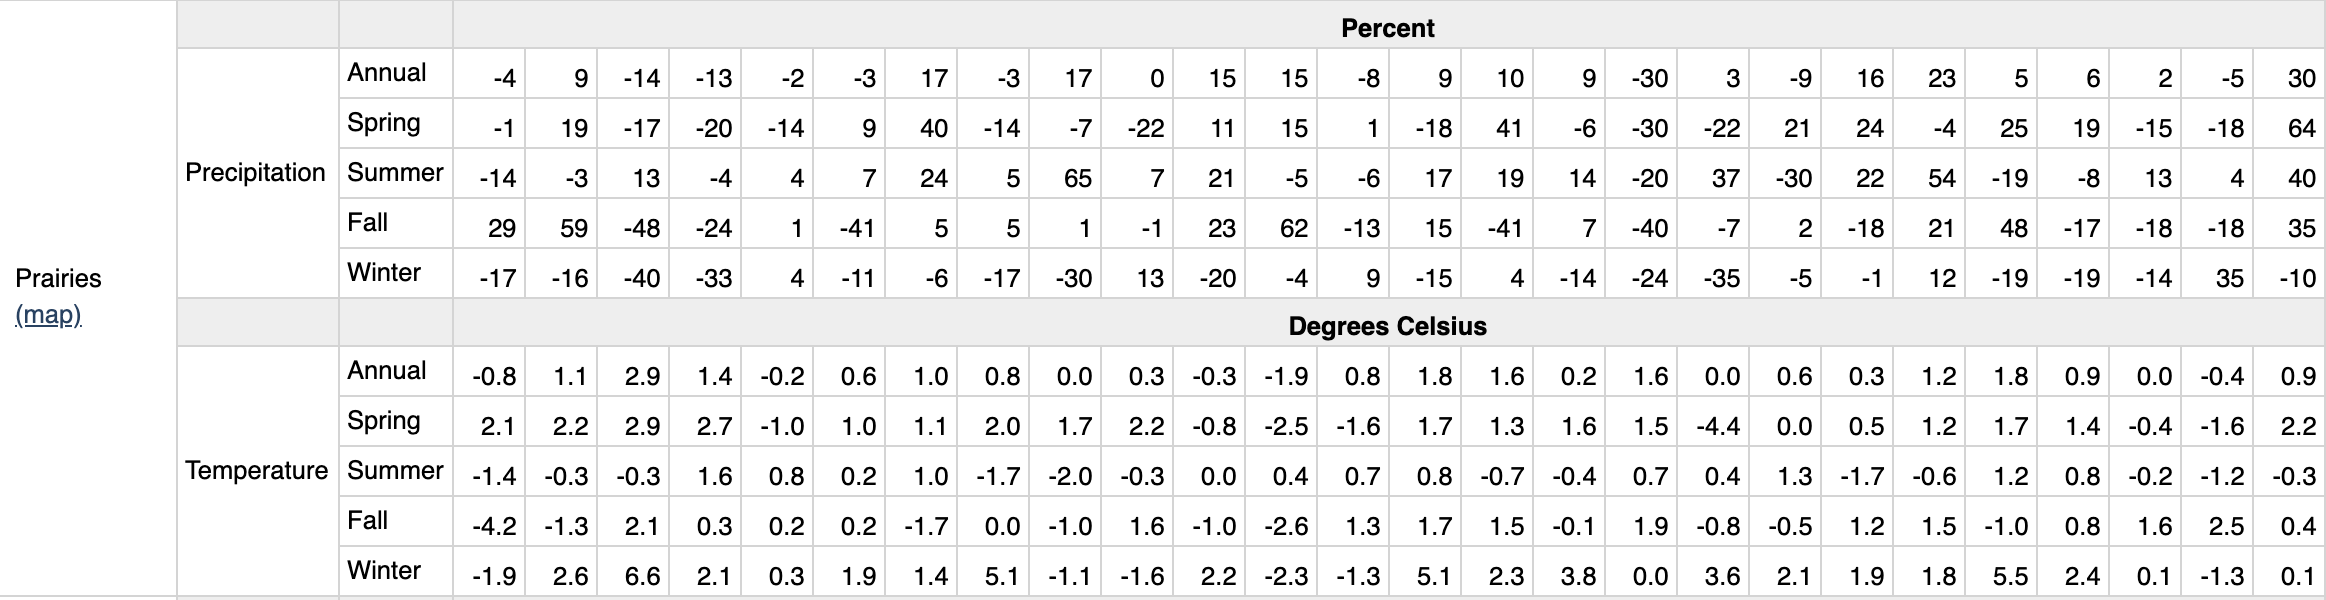 Percent
Annual -4 9 -14 -13 -2 -3 17 -3 17 0 15 15 -8 9 10 9 -30 3 -9 16 23 5 6 2 -5 30
Spring -1 19 -17 -20 -14 9 40 -14 -7 -22 11 15 1 -18 41 -6 -30 -22 21 24 -4 25 19 -15 -18 64
Precipitation Summer -14 -3 13 -4 4 7 24 5 65 7 21 -5 -6 17 19 14 -20 37 -30 22 54 -19 -8 13 4 40
Fall 29 59 -48 -24 1 -41 5 5 1 -1 23 62 -13 15 -41 7 -40 -7 2 -18 21 48 -17 -18 -18 35
Prairies Winter -17 -16 -40 -33 4 -11 -6 -17 -30 13 -20 -4 9 -15 4 -14 -24 -35 -5 -1 12 -19 -19 -14 35 -10
(map) Degrees Celsius
Annual -0.8 1.1 2.9 1.4 -0.2 0.6 1.0 0.8 0.0 0.3 -0.3 -1.9 0.8 1.8 1.6 0.2 1.6 0.0 0.6 0.3 1.2 1.8 0.9 0.0 -0.4 0.9
Spring 2.1 2.2 2.9 2.7 -1.0 1.0 1.1 2.0 1.7 2.2 -0.8 -2.5 -1.6 1.7 1.3 1.6 1.5 -4.4 0.0 0.5 1.2 1.7 1.4 -0.4 -1.6 2.2
Temperature Summer -1.4 -0.3 -0.3 1.6 0.8 0.2 1.0 -1.7 -2.0 -0.3 0.0 0.4 0.7 0.8 -0.7 -0.4 0.7 0.4 1.3 -1.7 -0.6 1.2 0.8 -0.2 -1.2 -0.3
Fall -4.2 -1.3 2.1 0.3 0.2 0.2 -1.7 0.0 -1.0 1.6 -1.0 -2.6 1.3 1.7 1.5 -0.1 1.9 -0.8 -0.5 1.2 1.5 -1.0 0.8 1.6 2.5 0.4
Winter -1.9 2.6 6.6 2.1 0.3 1.9 1.4 5.1 -1.1 -1.6 2.2 -2.3 -1.3 5.1 2.3 3.8 0.0 3.6 2.1 1.9 1.8 5.5 2.4 0.1 -1.3 0.1